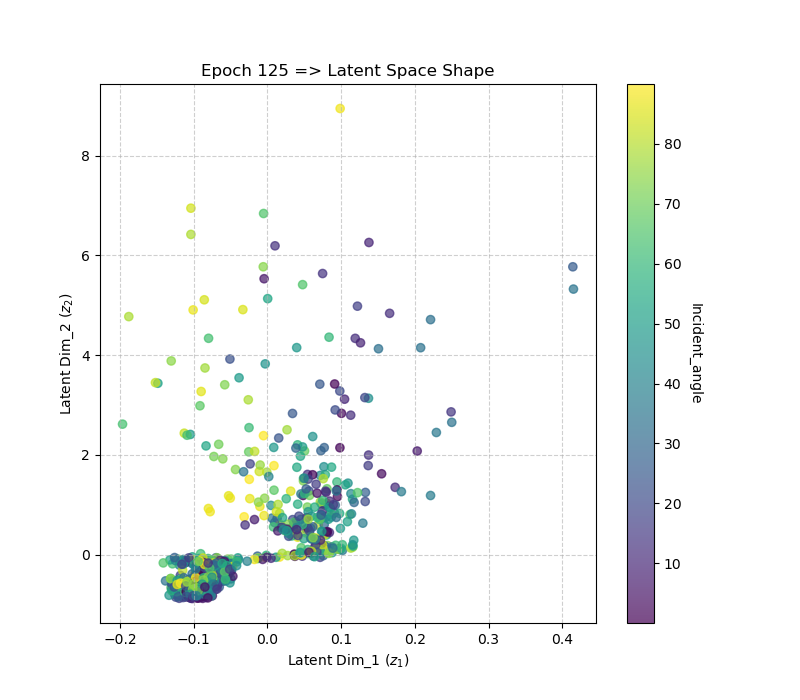 Epoch 125 => Latent Space Shape
8
6
4
2
0
−0.2 −0.1 0.0 0.1 0.2 0.3 0.4
Latent Dim_1 (z₁)
Latent Dim_2 (z₂)
80
70
60
50
40
30
20
10
Incident_angle